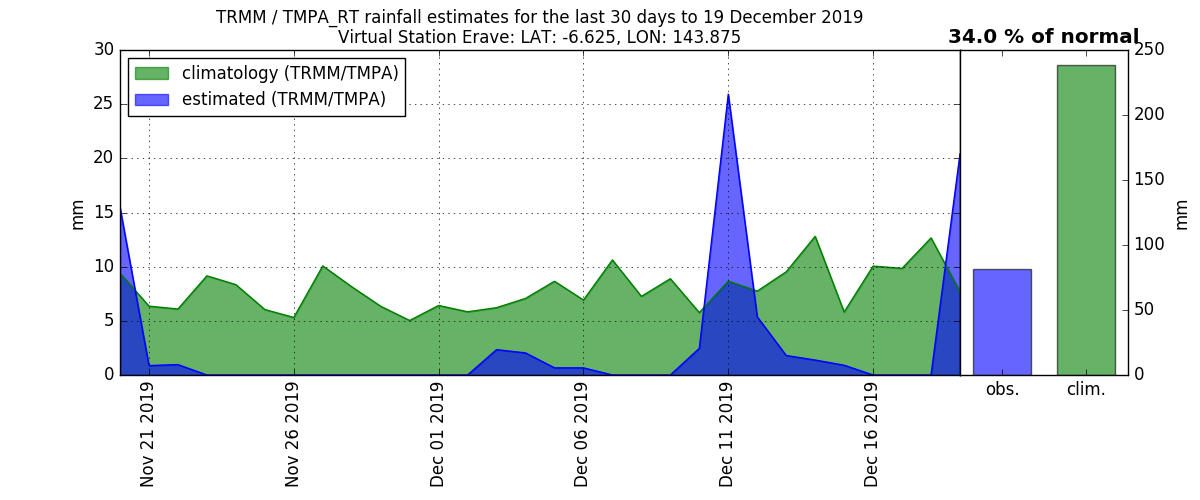 TRMM / TMPA_RT rainfall estimates for the last 30 days to 19 December 2019
Virtual Station Erave: LAT: -6.625, LON: 143.875
34.0 % of normal
climatology (TRMM/TMPA)
estimated (TRMM/TMPA)
30
25
20
15
10
5
0
mm
Nov 21 2019
Nov 26 2019
Dec 01 2019
Dec 06 2019
Dec 11 2019
Dec 16 2019
250
200
150
100
50
0
mm
obs.
clim.